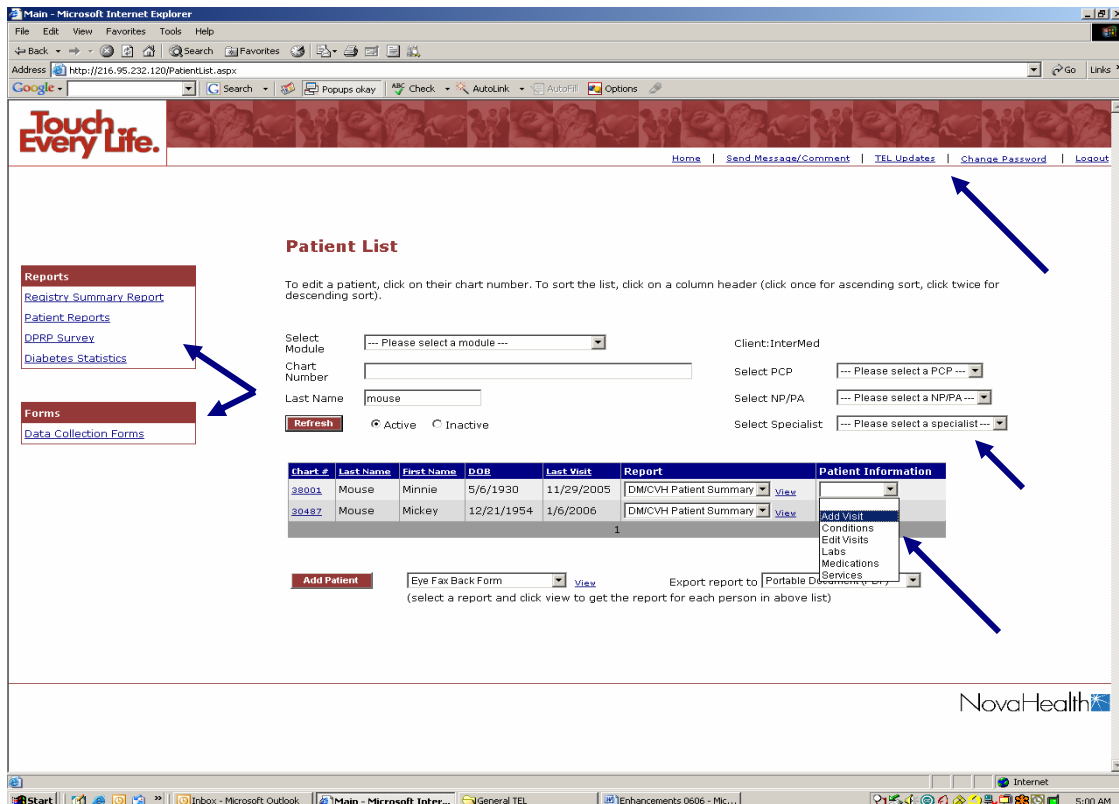 Main - Microsoft Internet Explorer
File Edit View Favorites Tools Help
Back Search Favorites
Address http://216.95.232.120/PatientList.aspx Go Links
Google - Search Popups okay ABC Check AutoLink AutoFill Options
Touch Every Life.
Home | Send Message/Comment | TEL Updates | Change Password | Logout
Patient List
To edit a patient, click on their chart number. To sort the list, click on a column header (click once for ascending sort, click twice for
descending sort).
Reports
Registry Summary Report
Patient Reports
DPRP Survey
Diabetes Statistics
Forms
Data Collection Forms
Select Module --- Please select a module --- Client:InterMed
Chart Number Select PCP --- Please select a PCP ---
Last Name mouse Select NP/PA --- Please select a NP/PA ---
Refresh Active Inactive Select Specialist --- Please select a specialist ---
Chart # Last Name First Name DOB Last Visit Report Patient Information
38001 Mouse Minnie 5/6/1930 11/29/2005 DM/CVH Patient Summary View
30487 Mouse Mickey 12/21/1954 1/6/2006 DM/CVH Patient Summary View
1
Add Visit
Conditions
Edit Visits
Labs
Medications
Services
Add Patient Eye Fax Back Form View Export report to Portable Document (PDF)
(select a report and click view to get the report for each person in above list)
NovaHealth
Internet
Start Inbox - Microsoft Outlook Main - Microsoft Inter... General TEL Enhancements 0606 - Mic... 5:00 AM